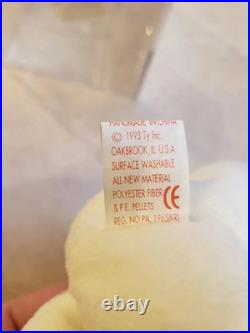 HANDMADE IN CHINA
© 1993 Ty Inc.
OAKBROOK, IL U.S.A
SURFACE WASHABLE
ALL NEW MATERIAL
POLYESTER FIBER
& P.E. PELLETS CE
REG. NO PA. 1965(KR)